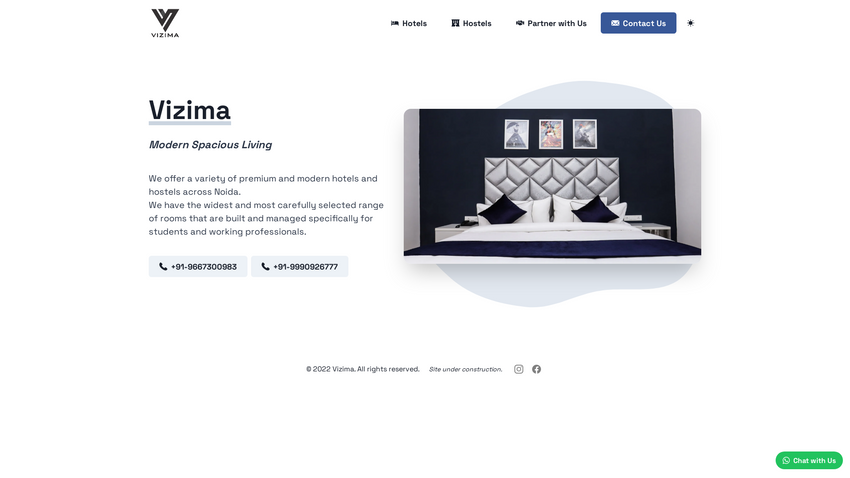 VIZIMA
Hotels
Hostels
Partner with Us
Contact Us
Vizima
Modern Spacious Living
We offer a variety of premium and modern hotels and
hostels across Noida.
We have the widest and most carefully selected range
of rooms that are built and managed specifically for
students and working professionals.
+91-9667300983
+91-9990926777
© 2022 Vizima. All rights reserved.
Site under construction.
Chat with Us